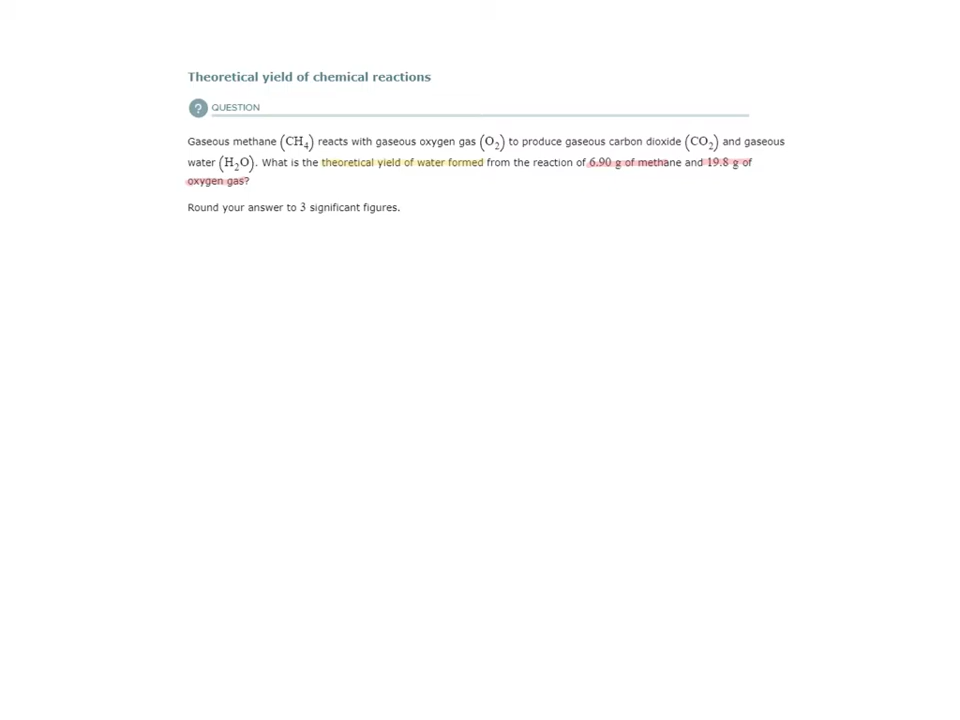 Theoretical yield of chemical reactions
? QUESTION
Gaseous methane (CH₄) reacts with gaseous oxygen gas (O₂) to produce gaseous carbon dioxide (CO₂) and gaseous
water (H₂O). What is the theoretical yield of water formed from the reaction of 6.90 g of methane and 19.8 g of
oxygen gas?
Round your answer to 3 significant figures.